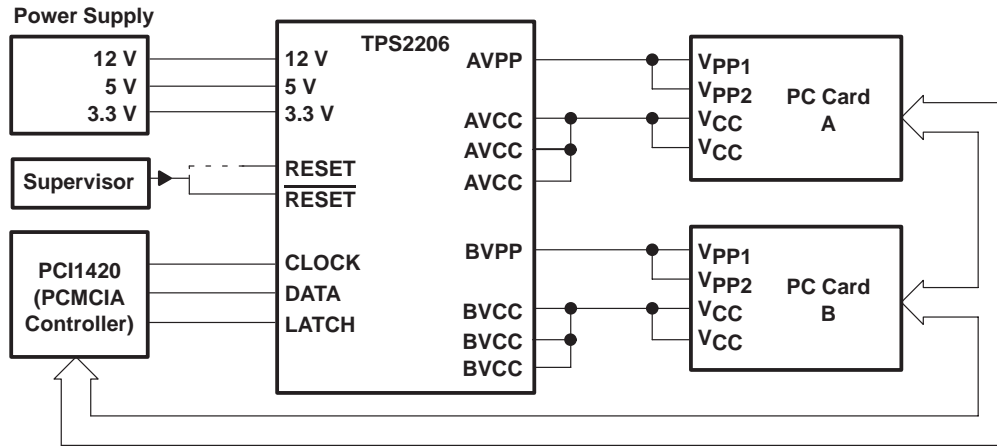 Power Supply
12 V
5 V
3.3 V
Supervisor
PCI1420
(PCMCIA
Controller)
TPS2206
12 V
5 V
3.3 V
RESET
RESET
CLOCK
DATA
LATCH
AVPP
AVCC
AVCC
AVCC
BVPP
BVCC
BVCC
BVCC
VPP1
VPP2
VCC
VCC
PC Card
A
VPP1
VPP2
VCC
VCC
PC Card
B